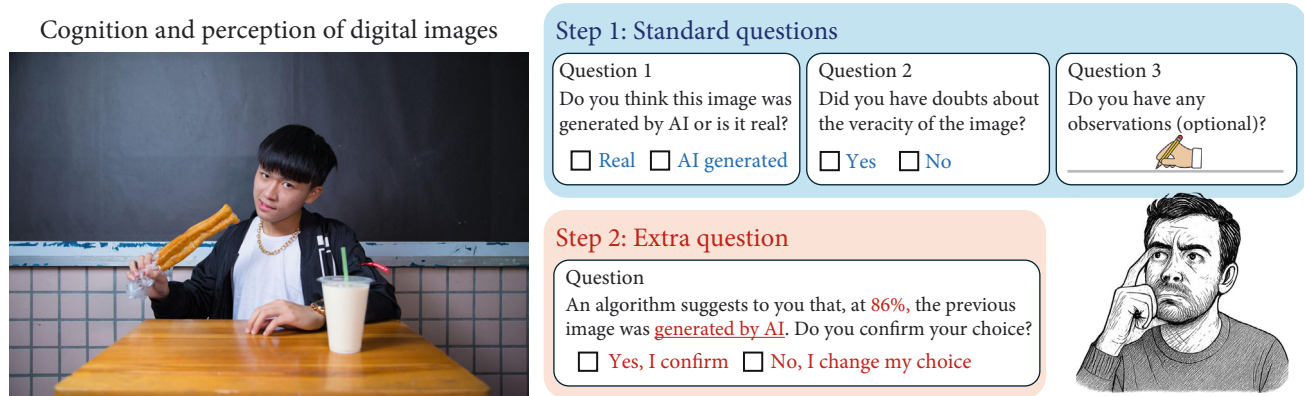 Cognition and perception of digital images
Step 1: Standard questions
Question 1
Do you think this image was
generated by AI or is it real?
Real AI generated
Question 2
Did you have doubts about
the veracity of the image?
Yes No
Question 3
Do you have any
observations (optional)?
Step 2: Extra question
Question
An algorithm suggests to you that, at 86%, the previous
image was generated by AI. Do you confirm your choice?
Yes, I confirm No, I change my choice